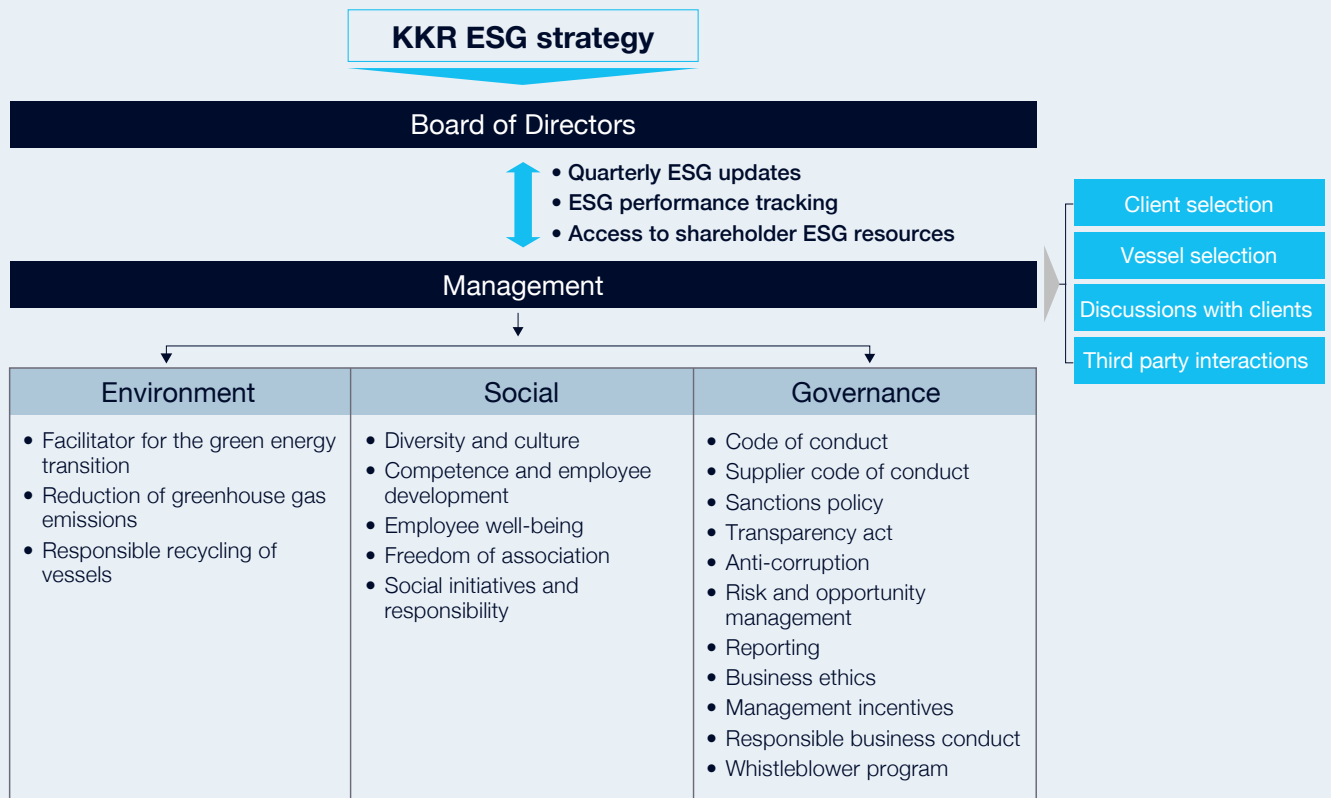 KKR ESG strategy
Board of Directors
• Quarterly ESG updates
• ESG performance tracking
• Access to shareholder ESG resources
Management
Client selection
Vessel selection
Discussions with clients
Third party interactions
Environment
• Facilitator for the green energy
transition
• Reduction of greenhouse gas
emissions
• Responsible recycling of
vessels
Social
• Diversity and culture
• Competence and employee
development
• Employee well-being
• Freedom of association
• Social initiatives and
responsibility
Governance
• Code of conduct
• Supplier code of conduct
• Sanctions policy
• Transparency act
• Anti-corruption
• Risk and opportunity
management
• Reporting
• Business ethics
• Management incentives
• Responsible business conduct
• Whistleblower program